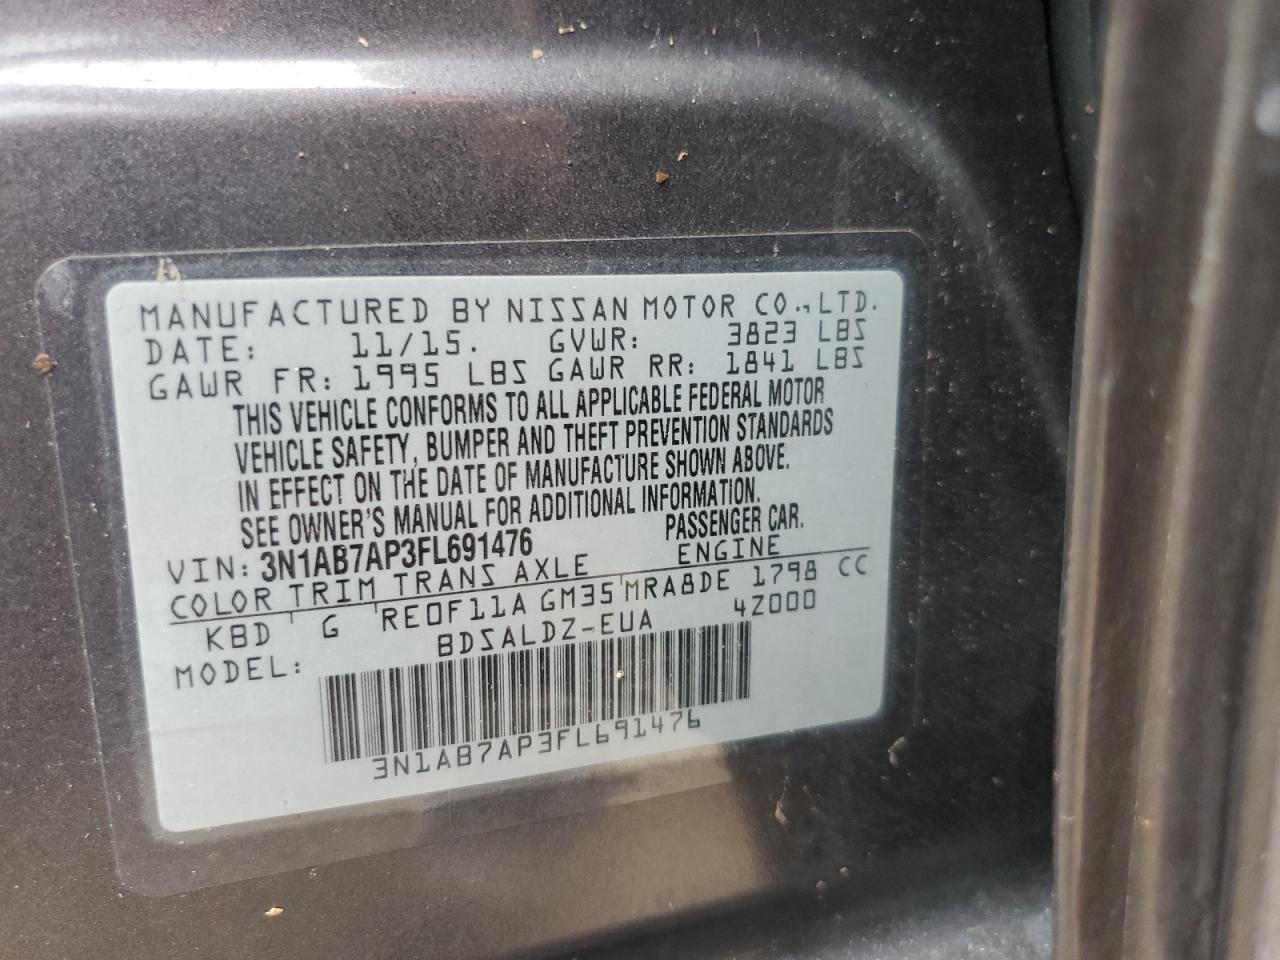 MANUFACTURED BY NISSAN MOTOR CO., LTD.
DATE: 11/15. GVWR: 3823 LBS
GAWR FR: 1995 LBS GAWR RR: 1841 LBS
THIS VEHICLE CONFORMS TO ALL APPLICABLE FEDERAL MOTOR
VEHICLE SAFETY, BUMPER AND THEFT PREVENTION STANDARDS
IN EFFECT ON THE DATE OF MANUFACTURE SHOWN ABOVE.
SEE OWNER'S MANUAL FOR ADDITIONAL INFORMATION.
VIN: 3N1AB7AP3FL691476 PASSENGER CAR.
COLOR TRIM TRANS AXLE ENGINE
KBD G RE0F11A GM35 MRA8DE 1798 CC
MODEL: BDSALDZ-EUA 4Z000
3N1AB7AP3FL691476